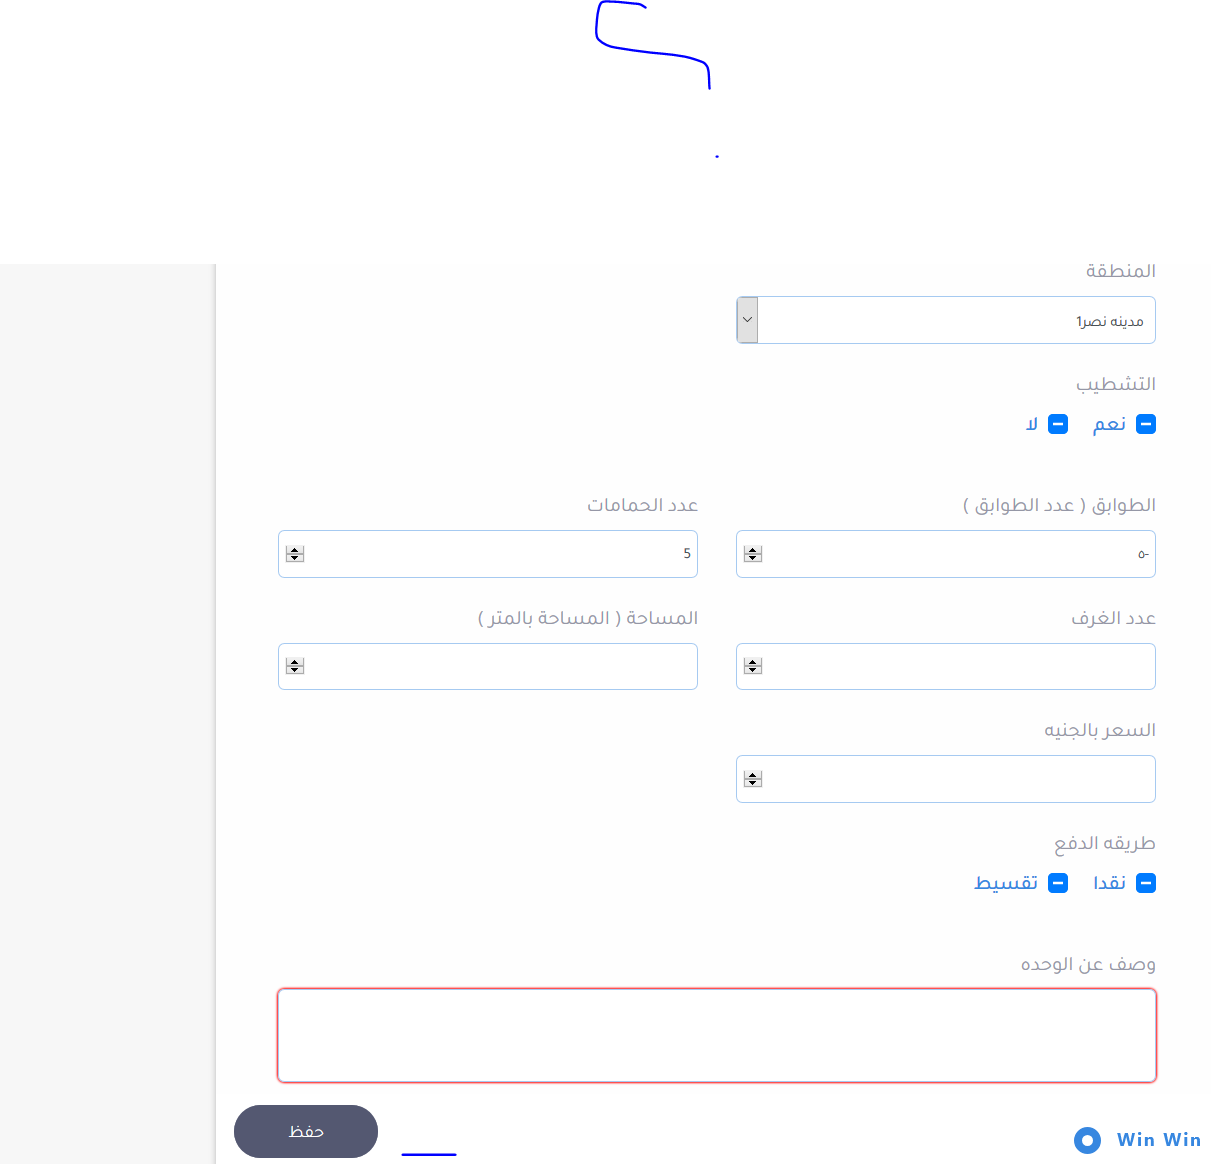 المنطقة
مدينه نصر1
التشطيب
نعم لا
الطوابق ( عدد الطوابق ) عدد الحمامات
-٥ 5
عدد الغرف المساحة ( المساحة بالمتر )
السعر بالجنيه
طريقه الدفع
نقدا تقسيط
وصف عن الوحده
حفظ
Win Win